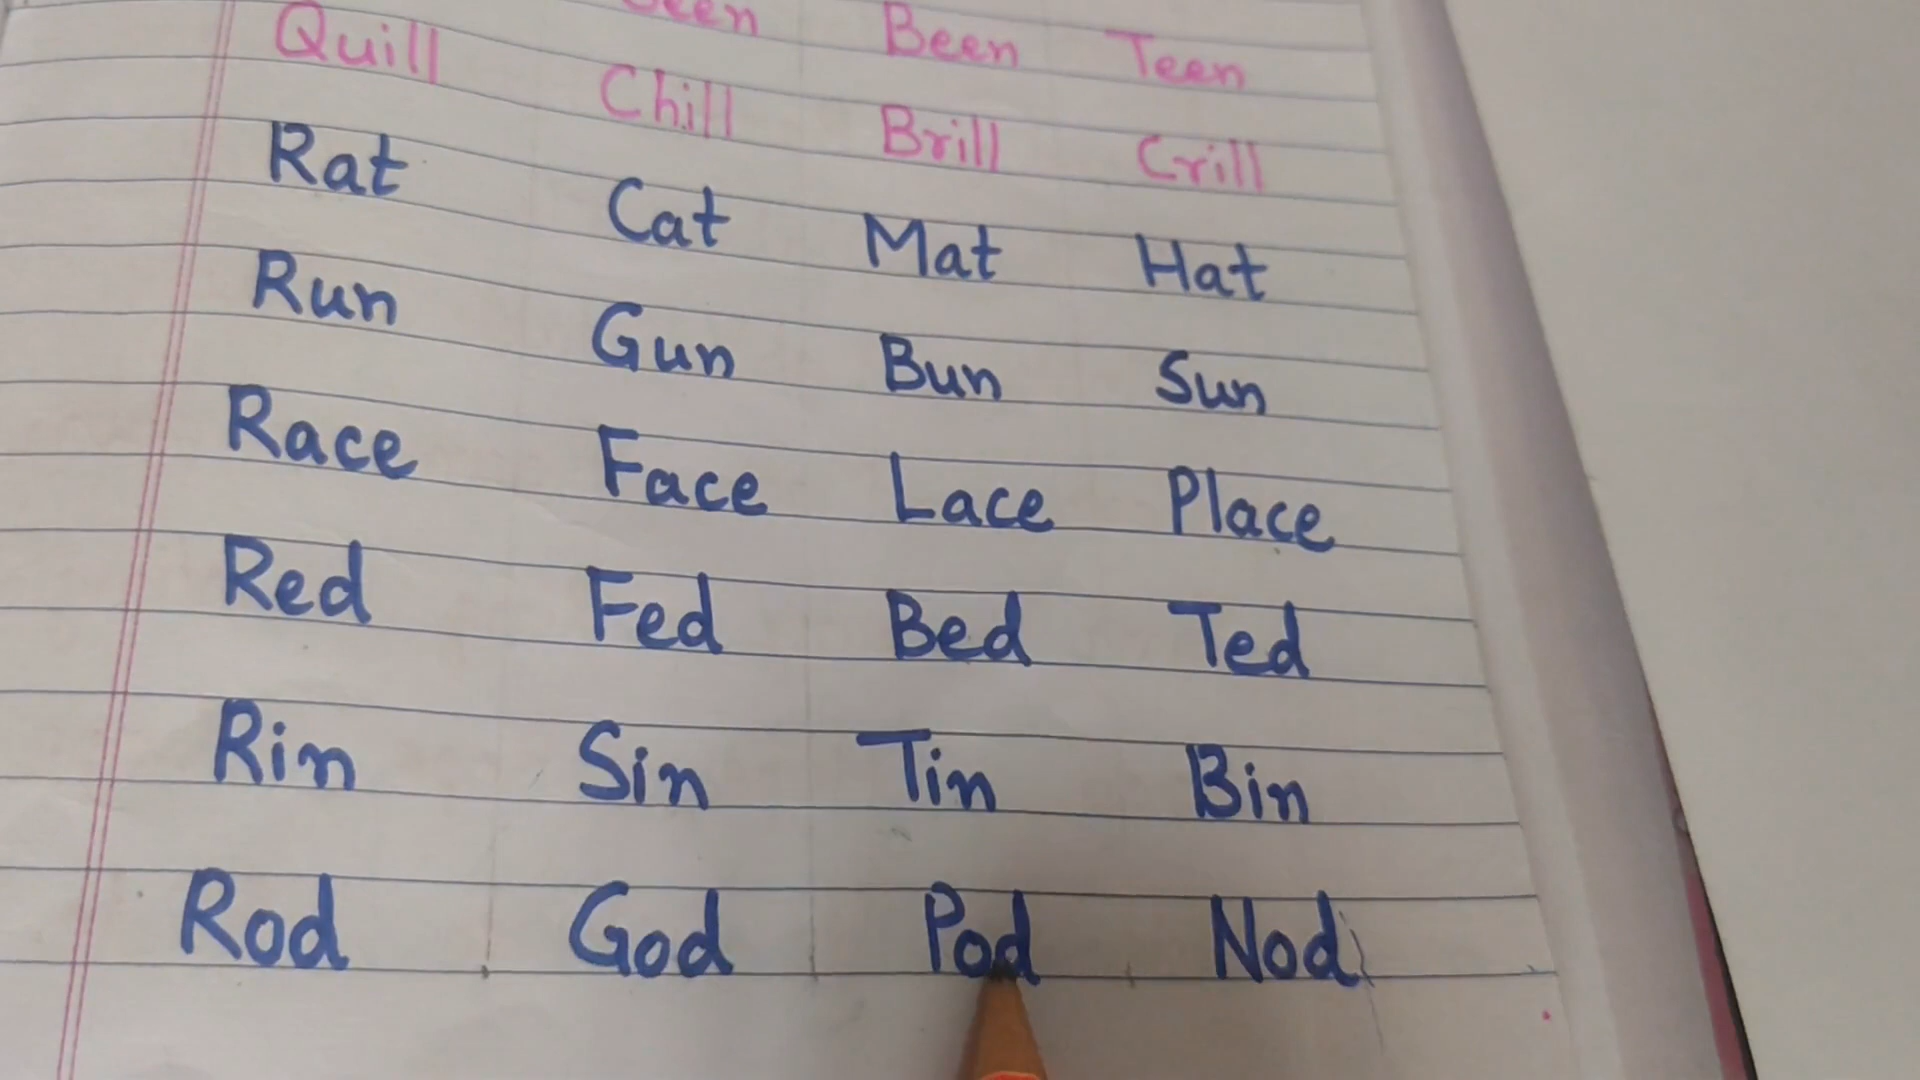 Been Teen
Quill Chill Brill Crill
Rat Cat Mat Hat
Run Gun Bun Sun
Race Face Lace Place
Red Fed Bed Ted
Rin Sin Tin Bin
Rod God Pod Nod